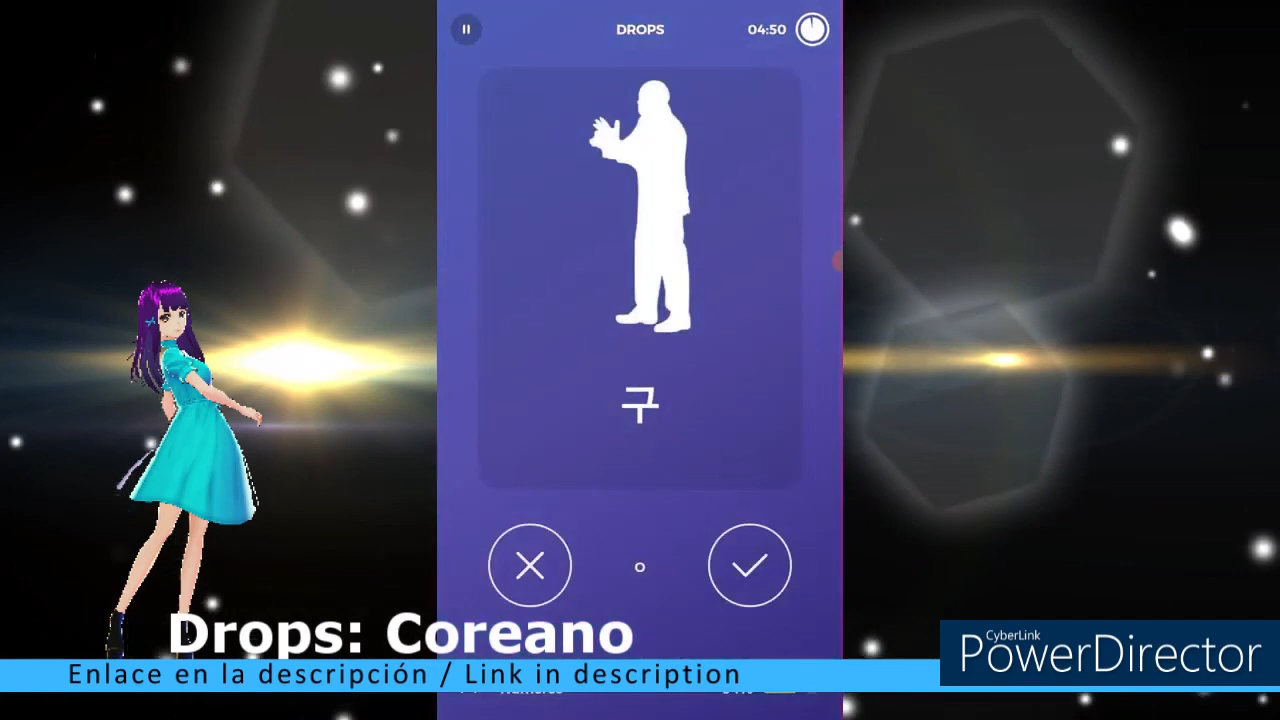 DROPS
04:50
구
o
Drops: Coreano
Enlace en la descripción / Link in description
CyberLink
PowerDirector